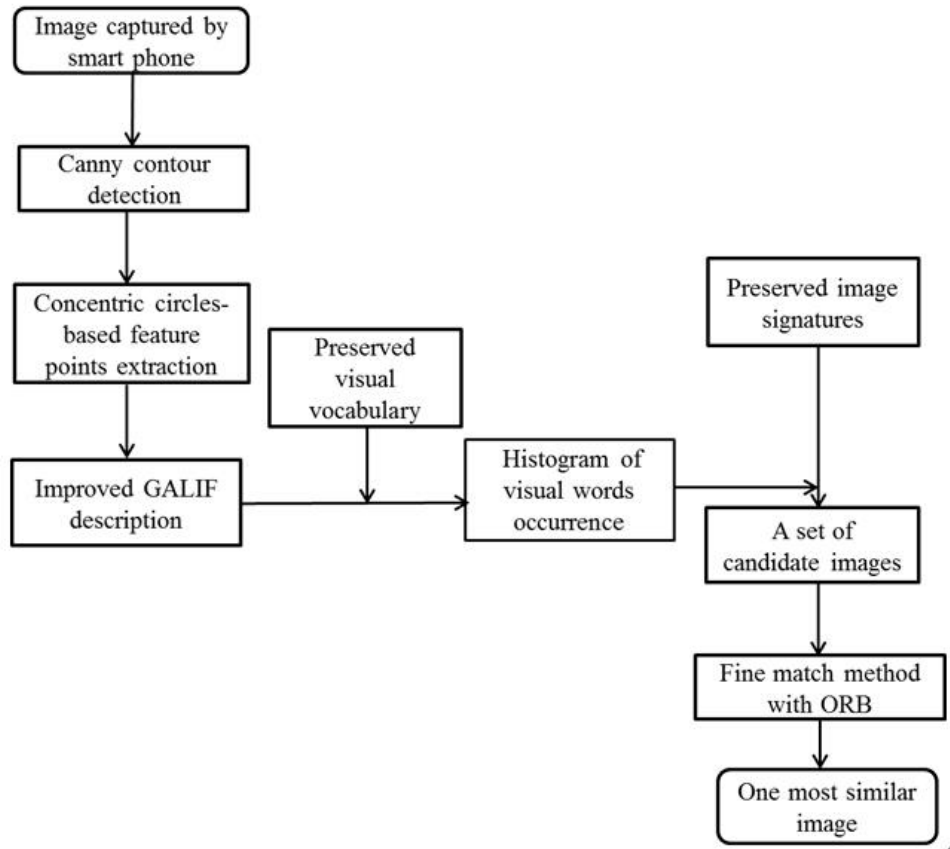 Image captured by
smart phone
Canny contour
detection
Concentric circles-
based feature
points extraction
Improved GALIF
description
Preserved
visual
vocabulary
Histogram of
visual words
occurrence
Preserved image
signatures
A set of
candidate images
Fine match method
with ORB
One most similar
image